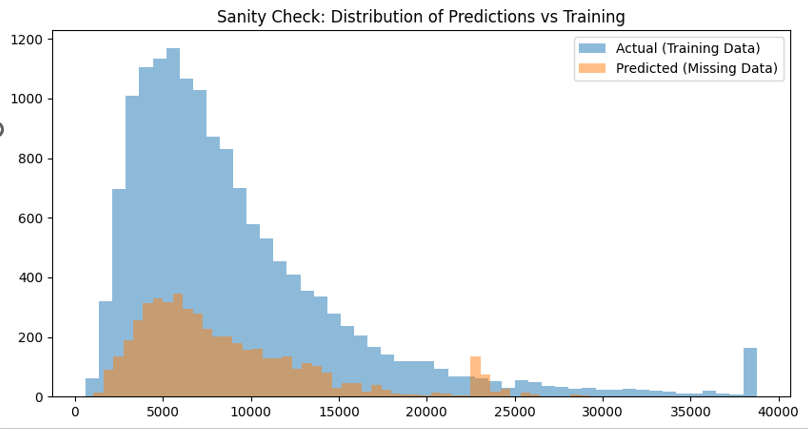 Sanity Check: Distribution of Predictions vs Training
Actual (Training Data)
Predicted (Missing Data)
1200
1000
800
600
400
200
0
0 5000 10000 15000 20000 25000 30000 35000 40000